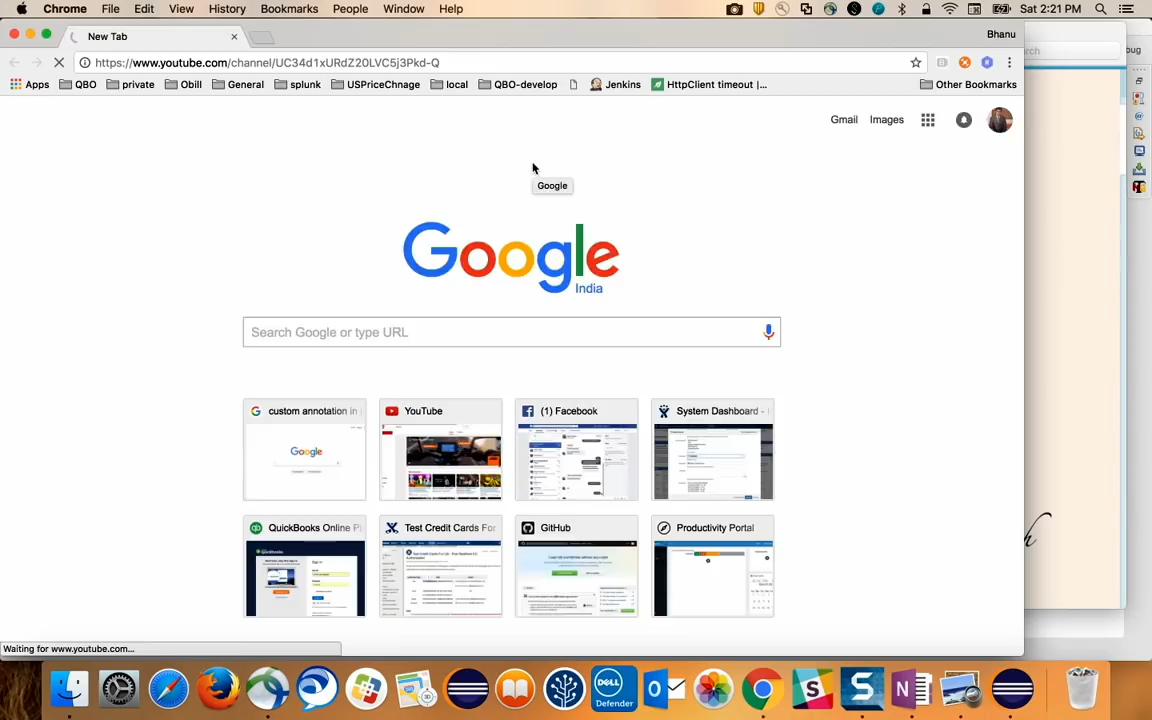 Chrome File Edit View History Bookmarks People Window Help Sat 2:21 PM
New Tab
Bhanu
https://www.youtube.com/channel/UC34d1xURdZ20LVC5j3Pkd-Q
Apps QBO private Obill General splunk USPriceChnage local QBO-develop Jenkins HttpClient timeout |... Other Bookmarks
Gmail Images
Google
Google
India
Search Google or type URL
custom annotation in YouTube (1) Facebook System Dashboard -
QuickBooks Online P Test Credit Cards For GitHub Productivity Portal
Waiting for www.youtube.com...
DELL
Defender